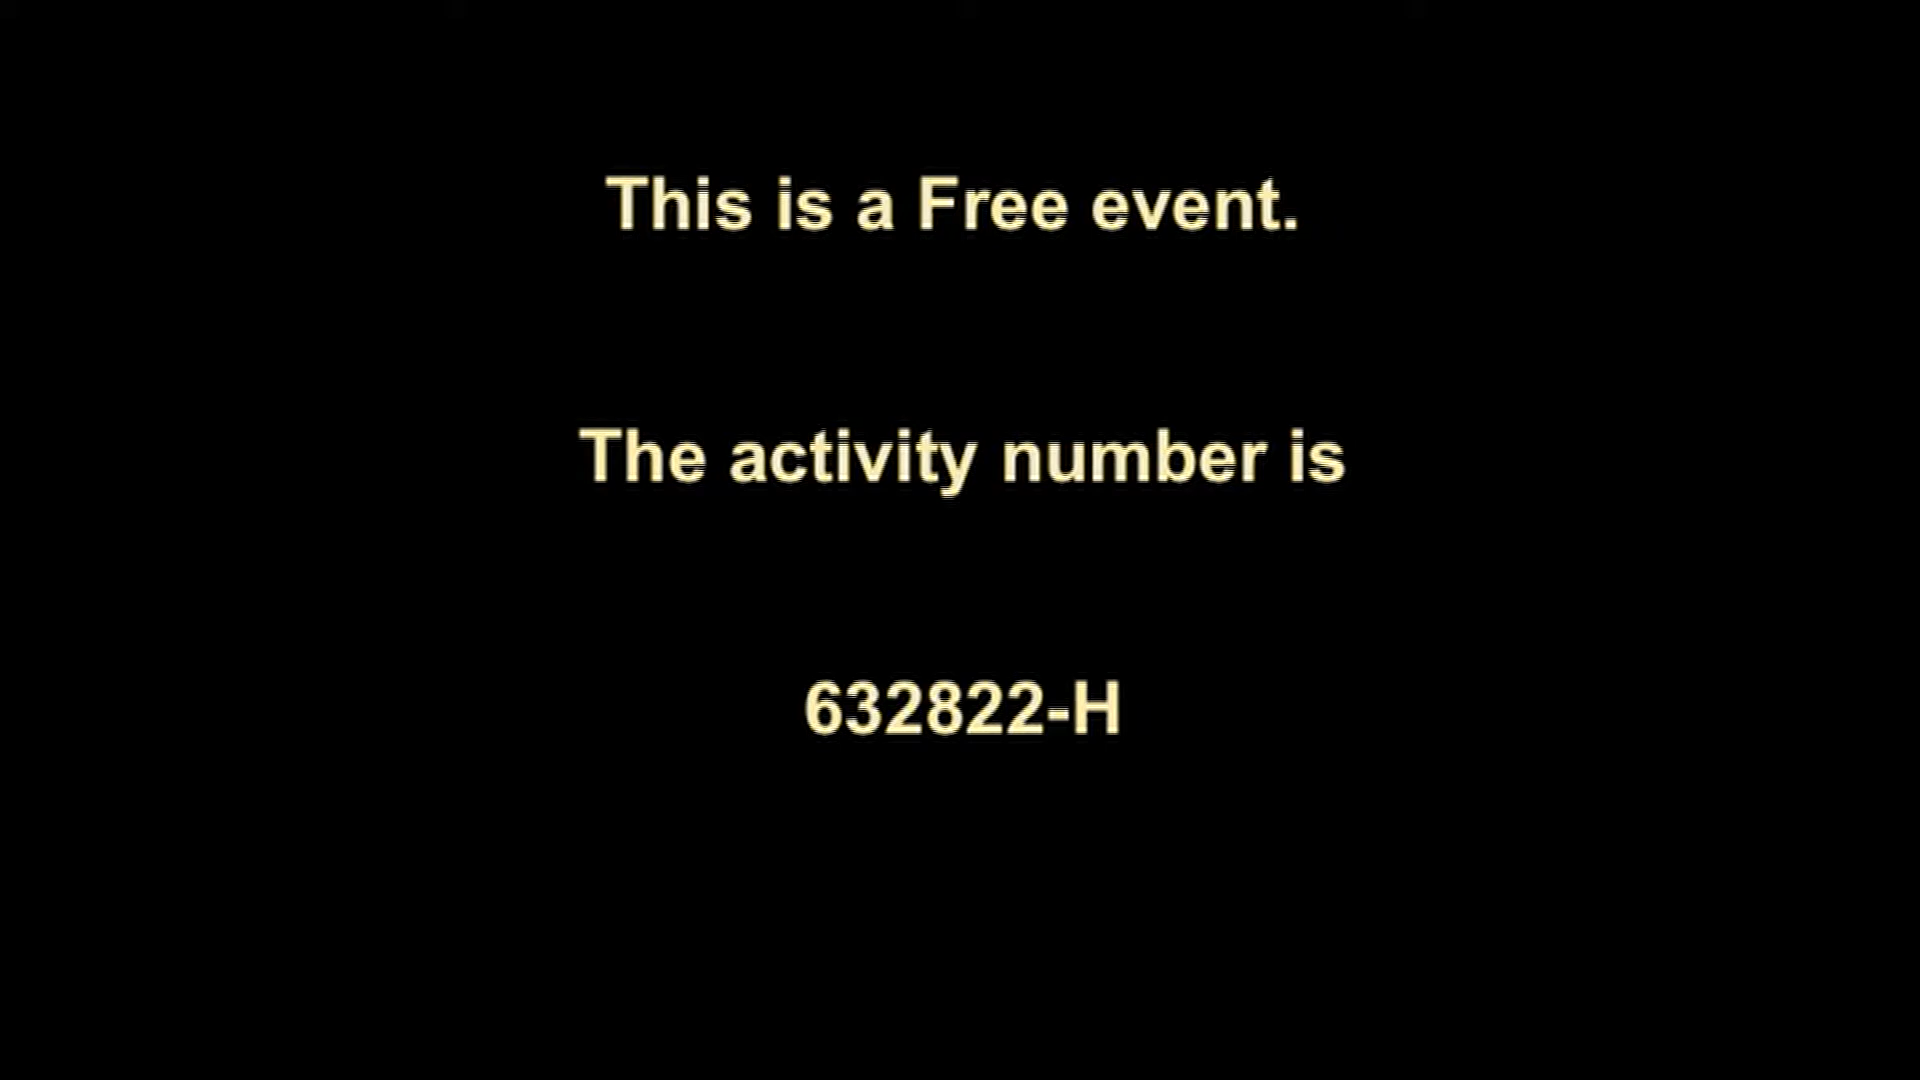 This is a Free event.
The activity number is
632822-H